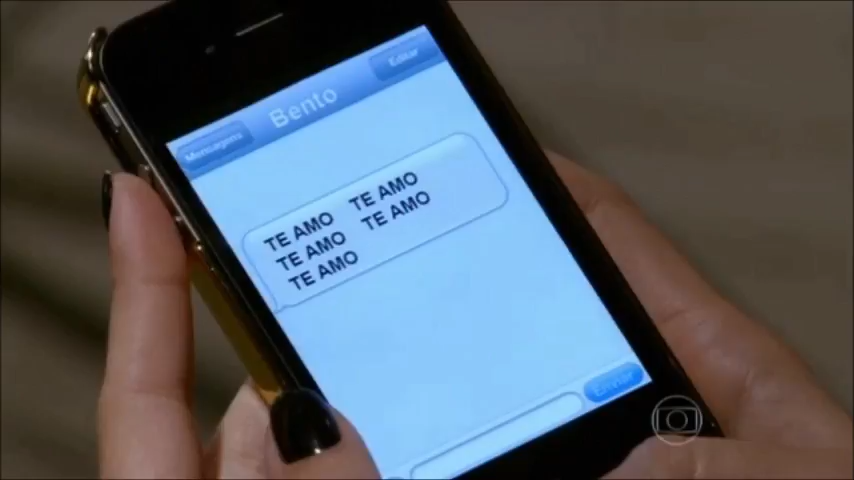 Mensagens Bento Editar
TE AMO TE AMO
TE AMO TE AMO
TE AMO
Enviar